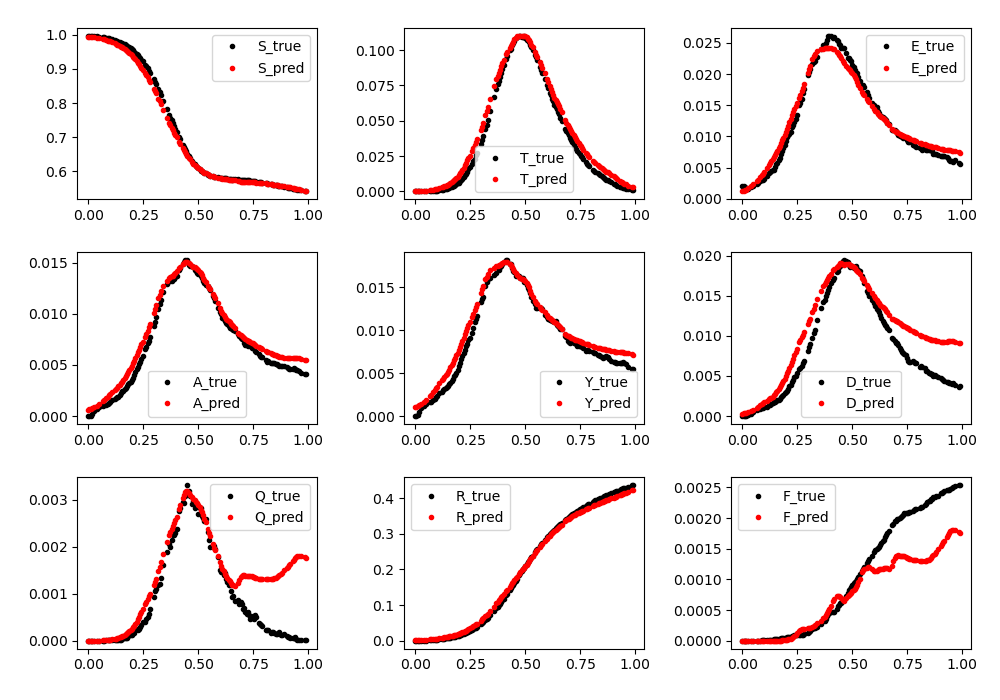 1.0
0.9
0.8
0.7
0.6
0.00 0.25 0.50 0.75 1.00
S_true
S_pred
0.100
0.075
0.050
0.025
0.000
0.00 0.25 0.50 0.75 1.00
T_true
T_pred
0.025
0.020
0.015
0.010
0.005
0.000
0.00 0.25 0.50 0.75 1.00
E_true
E_pred
0.015
0.010
0.005
0.000
0.00 0.25 0.50 0.75 1.00
A_true
A_pred
0.015
0.010
0.005
0.000
0.00 0.25 0.50 0.75 1.00
Y_true
Y_pred
0.020
0.015
0.010
0.005
0.000
0.00 0.25 0.50 0.75 1.00
D_true
D_pred
0.003
0.002
0.001
0.000
0.00 0.25 0.50 0.75 1.00
Q_true
Q_pred
0.4
0.3
0.2
0.1
0.0
0.00 0.25 0.50 0.75 1.00
R_true
R_pred
0.0025
0.0020
0.0015
0.0010
0.0005
0.0000
0.00 0.25 0.50 0.75 1.00
F_true
F_pred